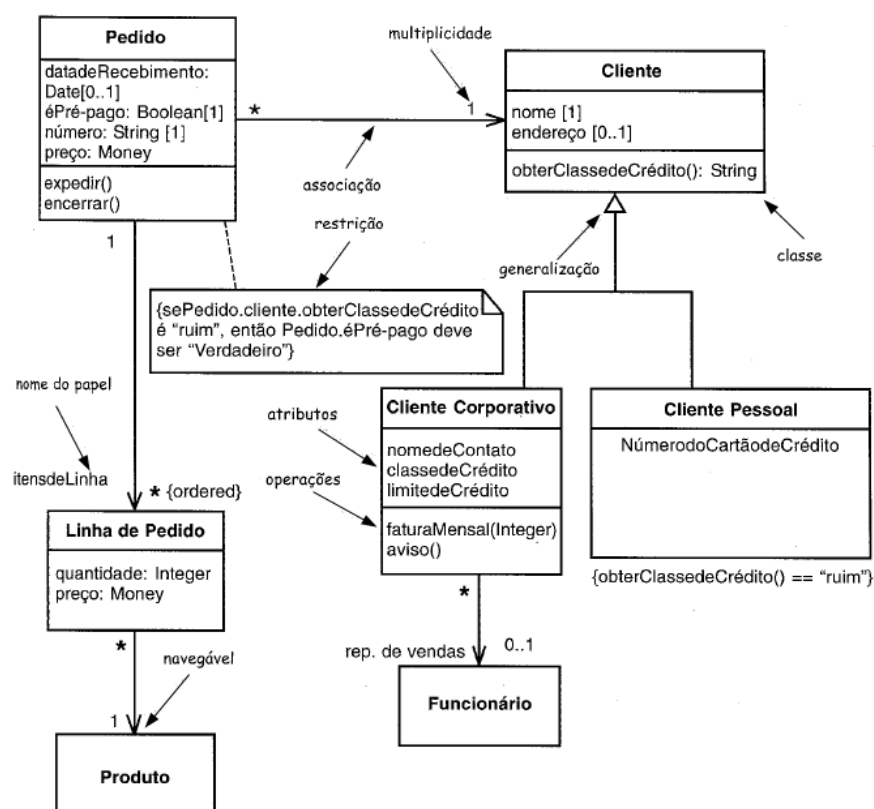 Pedido
datadeRecebimento:
Date[0..1]
éPré-pago: Boolean[1]
número: String [1]
preço: Money
expedir()
encerrar()
multiplicidade
*
1
associação
restrição
Cliente
nome [1]
endereço [0..1]
obterClassedeCrédito(): String
generalização
classe
1
{sePedido.cliente.obterClassedeCrédito
é “ruim”, então Pedido.éPré-pago deve
ser “Verdadeiro”}
nome do papel
itensdeLinha
* {ordered}
atributos
operações
Cliente Corporativo
nomedeContato
classedeCrédito
limitedeCrédito
faturaMensal(Integer)
aviso()
Cliente Pessoal
NúmerodoCartãodeCrédito
{obterClassedeCrédito() == “ruim”}
Linha de Pedido
quantidade: Integer
preço: Money
*
navegável
1
Produto
*
rep. de vendas
0..1
Funcionário